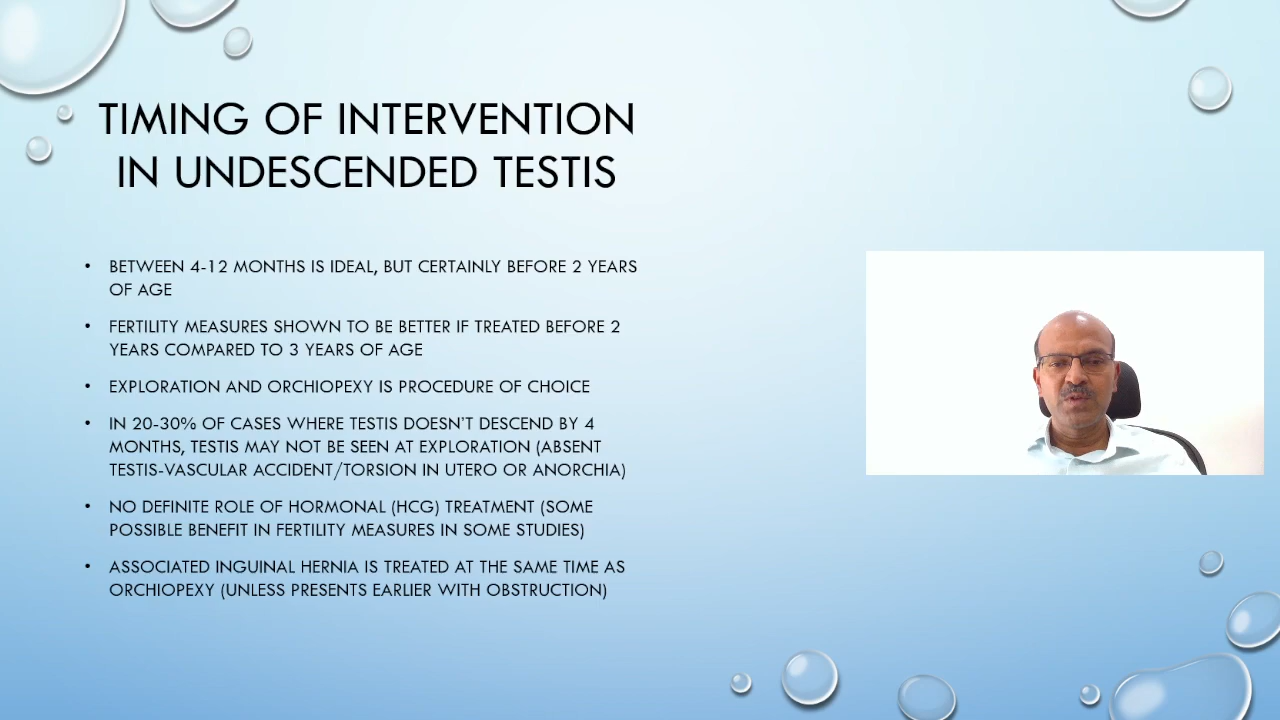 TIMING OF INTERVENTION
IN UNDESCENDED TESTIS
• BETWEEN 4-12 MONTHS IS IDEAL, BUT CERTAINLY BEFORE 2 YEARS
OF AGE
• FERTILITY MEASURES SHOWN TO BE BETTER IF TREATED BEFORE 2
YEARS COMPARED TO 3 YEARS OF AGE
• EXPLORATION AND ORCHIOPEXY IS PROCEDURE OF CHOICE
• IN 20-30% OF CASES WHERE TESTIS DOESN'T DESCEND BY 4
MONTHS, TESTIS MAY NOT BE SEEN AT EXPLORATION (ABSENT
TESTIS-VASCULAR ACCIDENT/TORSION IN UTERO OR ANORCHIA)
• NO DEFINITE ROLE OF HORMONAL (HCG) TREATMENT (SOME
POSSIBLE BENEFIT IN FERTILITY MEASURES IN SOME STUDIES)
• ASSOCIATED INGUINAL HERNIA IS TREATED AT THE SAME TIME AS
ORCHIOPEXY (UNLESS PRESENTS EARLIER WITH OBSTRUCTION)